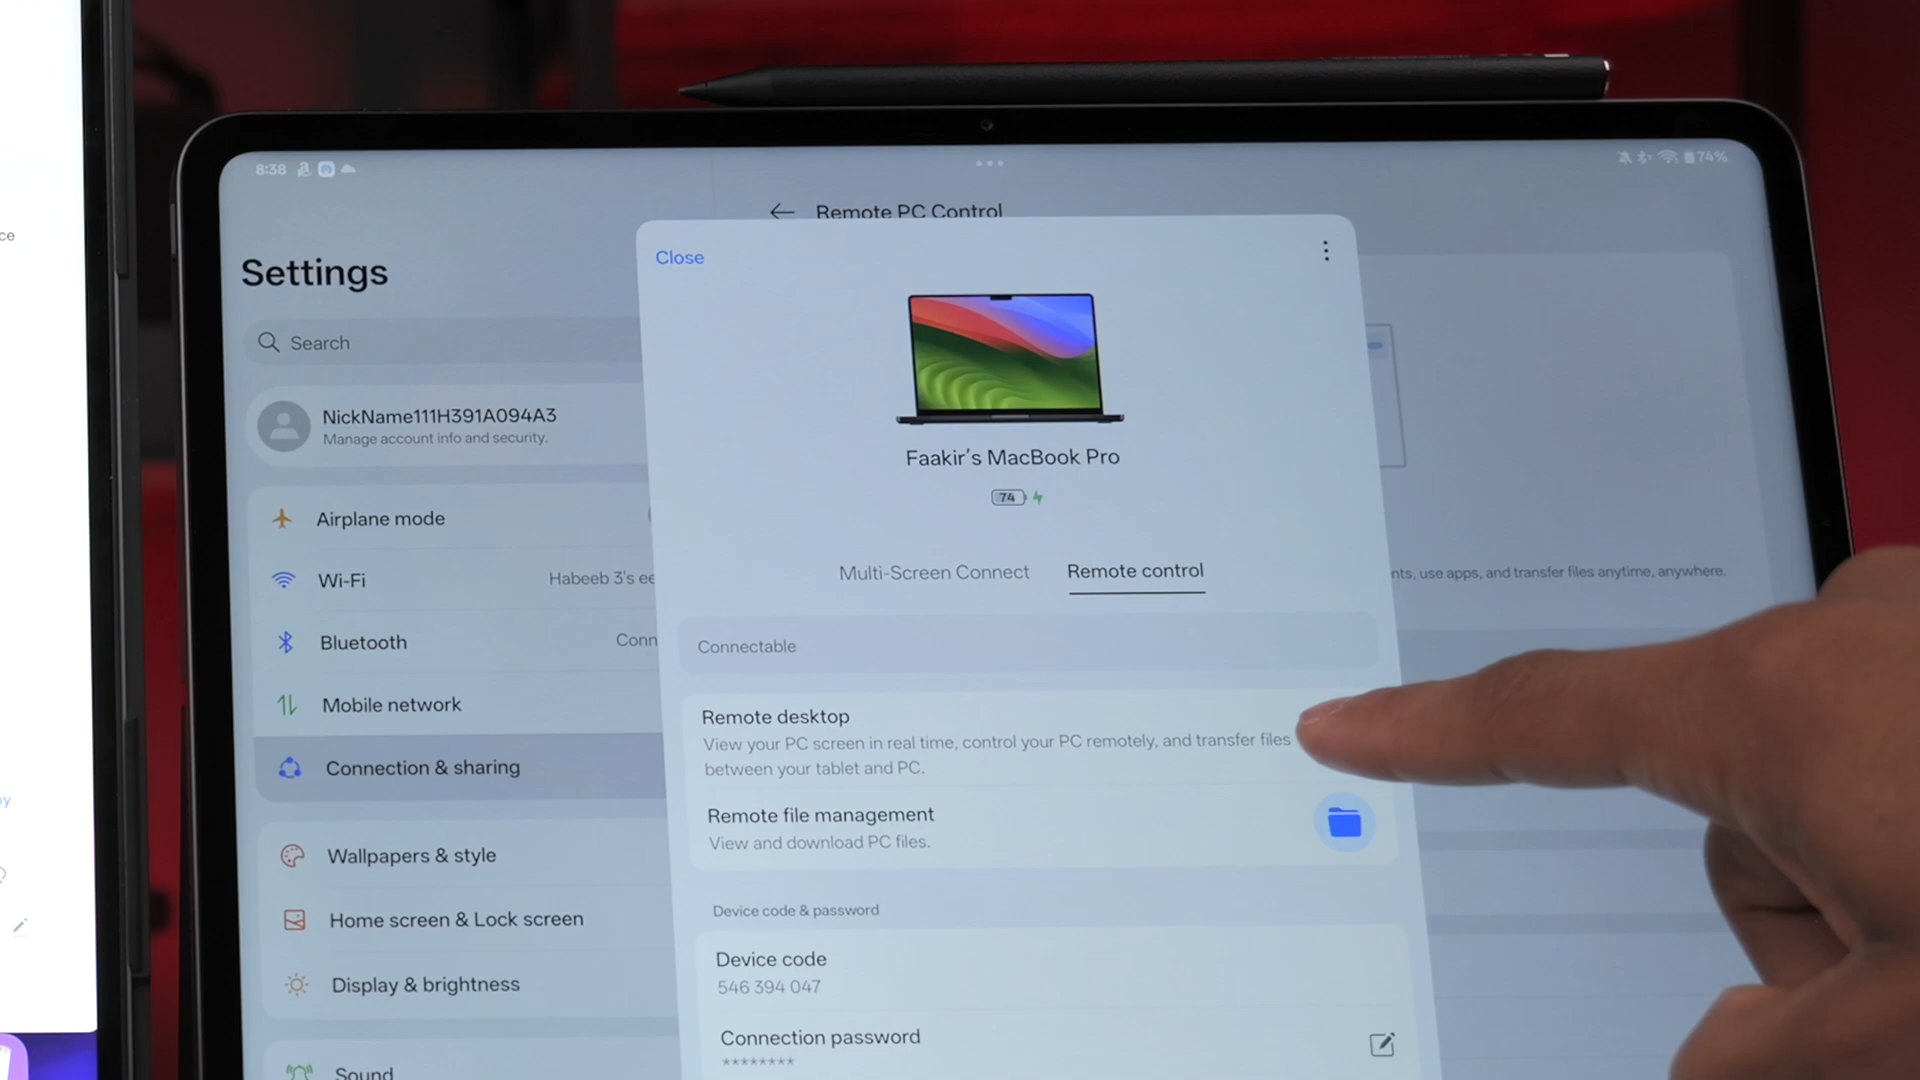 ce
8:38
74%
Remote PC Control
Settings
Close
Search
NickName111H391A094A3
Manage account info and security.
Faakir's MacBook Pro
74
Airplane mode
Wi-Fi
Habeeb 3's
Multi-Screen Connect
Remote control
nts, use apps, and transfer files anytime, anywhere.
Bluetooth
Conn
Connectable
Mobile network
Remote desktop
View your PC screen in real time, control your PC remotely, and transfer files
between your tablet and PC.
Connection & sharing
Remote file management
View and download PC files.
Wallpapers & style
Device code & password
Home screen & Lock screen
Device code
546 394 047
Display & brightness
Connection password
********
Sound